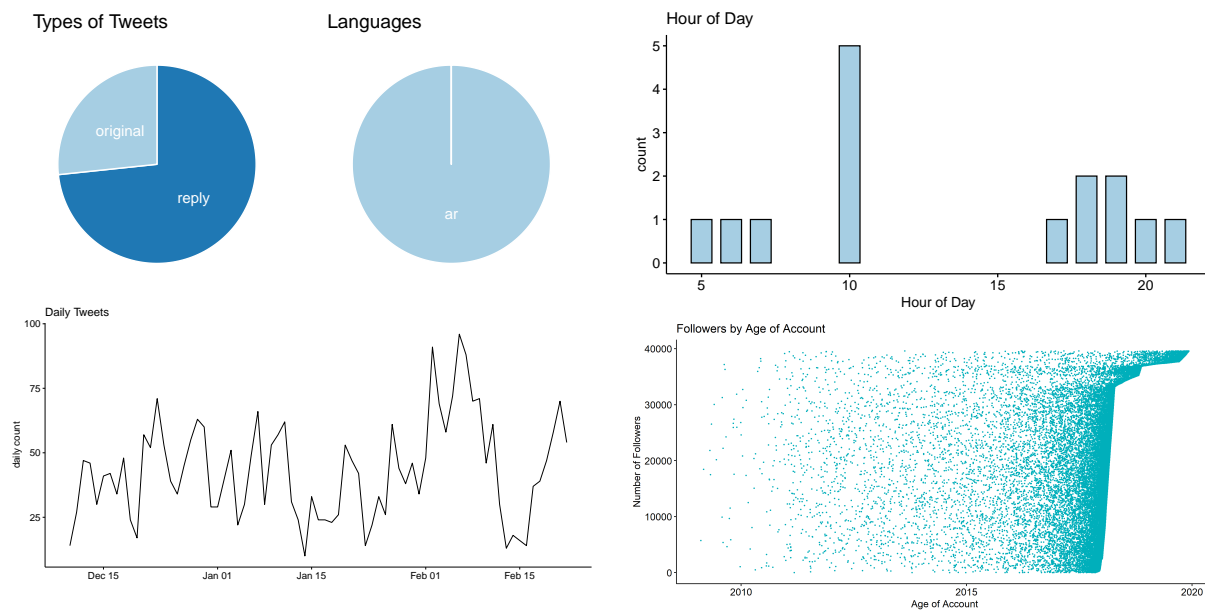 Types of Tweets
original
reply
Languages
ar
Hour of Day
count
5
4
3
2
1
0
5
10
15
20
Hour of Day
Daily Tweets
daily count
100
75
50
25
Dec 15
Jan 01
Jan 15
Feb 01
Feb 15
Followers by Age of Account
Number of Followers
40000
30000
20000
10000
0
2010
2015
2020
Age of Account